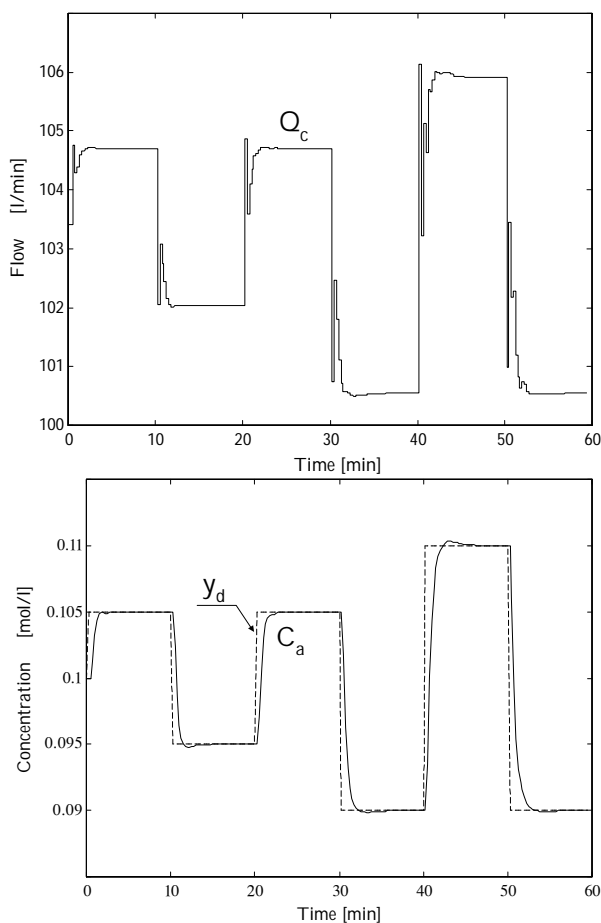 106
105
104
103
102
101
100
Flow [l/min]
Q_c
0 10 20 30 40 50 60
Time [min]
0.11
0.105
0.1
0.095
0.09
Concentration [mol/l]
y_d
C_a
0 10 20 30 40 50 60
Time [min]